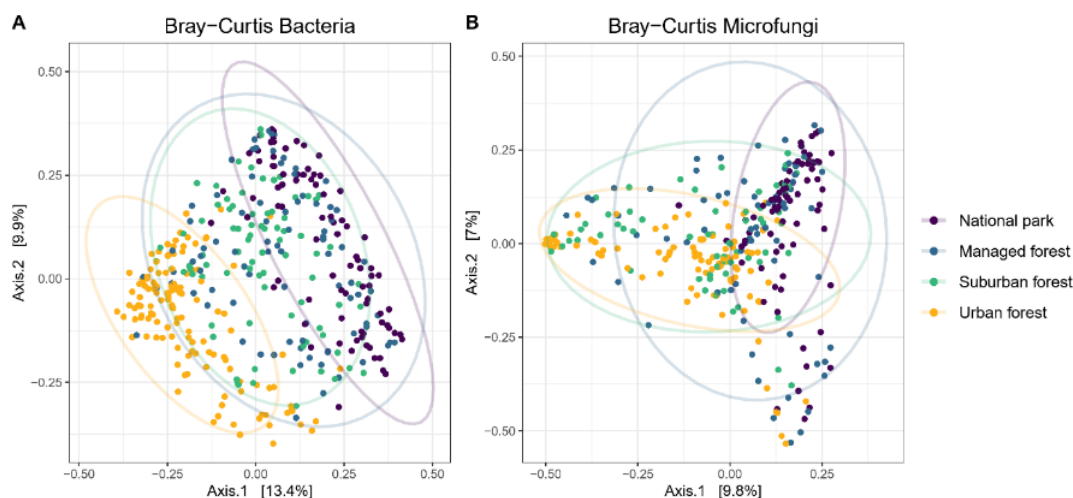 A
Bray−Curtis Bacteria
0.50
0.25
0.00
−0.25
Axis.2 [9.9%]
−0.50
−0.25
0.00
0.25
0.50
Axis.1 [13.4%]
B
Bray−Curtis Microfungi
0.50
0.25
0.00
−0.25
−0.50
Axis.2 [7%]
−0.50
−0.25
0.00
0.25
Axis.1 [9.8%]
National park
Managed forest
Suburban forest
Urban forest